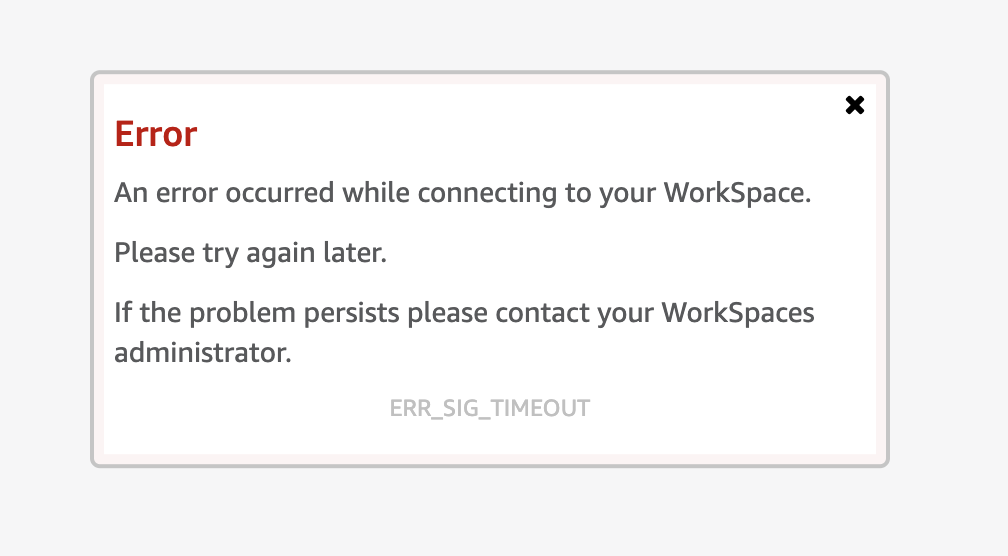 Error
An error occurred while connecting to your WorkSpace.
Please try again later.
If the problem persists please contact your WorkSpaces
administrator.
ERR_SIG_TIMEOUT